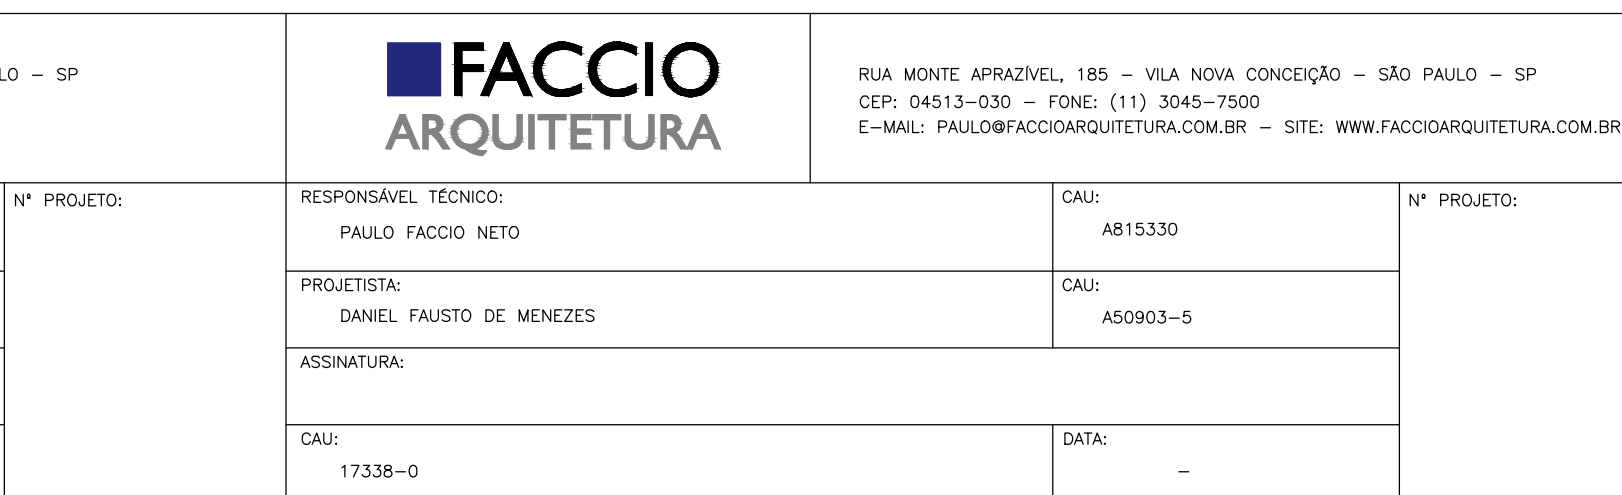 LO – SP
FACCIO
ARQUITETURA
RUA MONTE APRAZÍVEL, 185 – VILA NOVA CONCEIÇÃO – SÃO PAULO – SP
CEP: 04513–030 – FONE: (11) 3045–7500
E–MAIL: PAULO@FACCIOARQUITETURA.COM.BR – SITE: WWW.FACCIOARQUITETURA.COM.BR
Nº PROJETO:
RESPONSÁVEL TÉCNICO:
PAULO FACCIO NETO
CAU:
A815330
Nº PROJETO:
PROJETISTA:
DANIEL FAUSTO DE MENEZES
CAU:
A50903–5
ASSINATURA:
CAU:
17338–0
DATA:
–